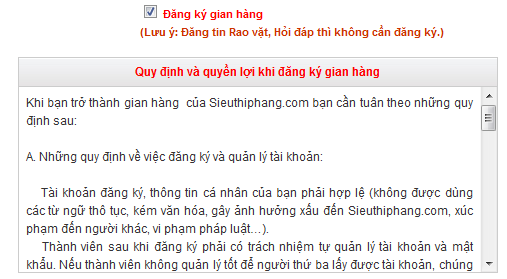 Đăng ký gian hàng
(Lưu ý: Đăng tin Rao vặt, Hỏi đáp thì không cần đăng ký.)
Quy định và quyền lợi khi đăng ký gian hàng
Khi bạn trở thành gian hàng của Sieuthiphang.com bạn cần tuân theo những quy
định sau:
A. Những quy định về việc đăng ký và quản lý tài khoản:
Tài khoản đăng ký, thông tin cá nhân của bạn phải hợp lệ (không được dùng
các từ ngữ thô tục, kém văn hóa, gây ảnh hưởng xấu đến Sieuthiphang.com, xúc
phạm đến người khác, vi phạm pháp luật…).
Thành viên sau khi đăng ký phải có trách nhiệm tự quản lý tài khoản và mật
khẩu. Nếu thành viên không quản lý tốt để người thứ ba lấy được tài khoản, chúng